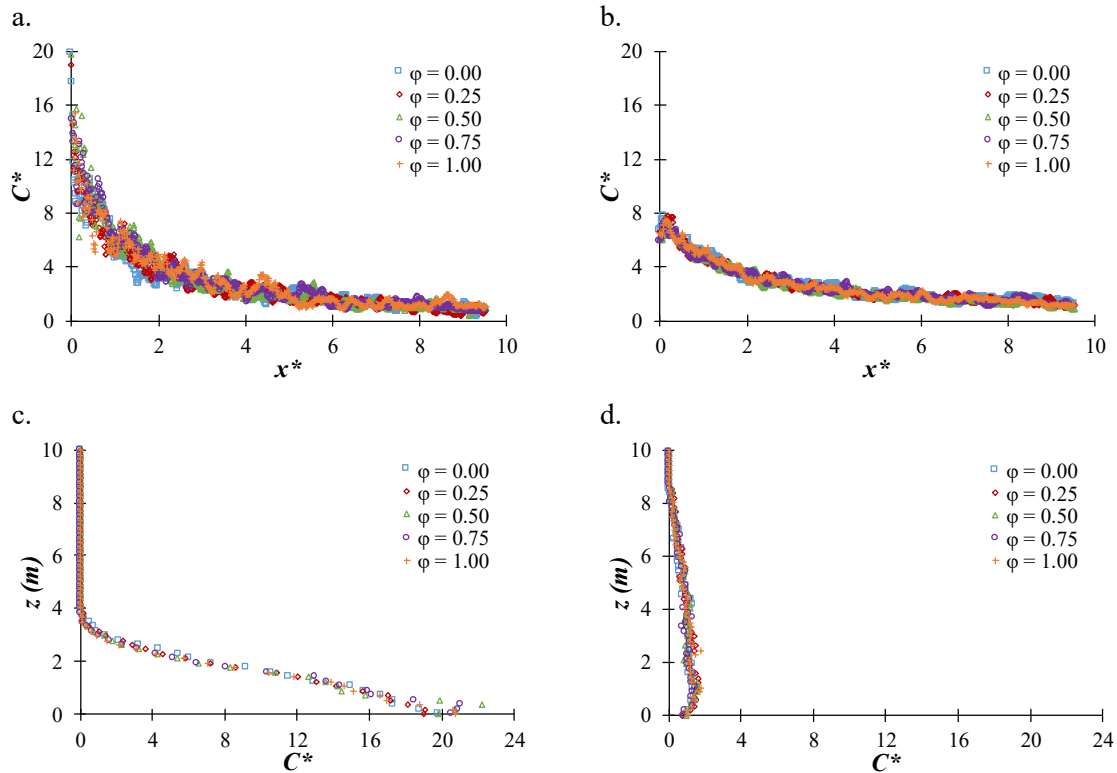 a.
C*
20
16
12
8
4
0
0 2 4 6 8 10
x*
φ = 0.00
φ = 0.25
φ = 0.50
φ = 0.75
φ = 1.00
b.
C*
20
16
12
8
4
0
0 2 4 6 8 10
x*
φ = 0.00
φ = 0.25
φ = 0.50
φ = 0.75
φ = 1.00
c.
z (m)
10
8
6
4
2
0
0 4 8 12 16 20 24
C*
φ = 0.00
φ = 0.25
φ = 0.50
φ = 0.75
φ = 1.00
d.
z (m)
10
8
6
4
2
0
0 4 8 12 16 20 24
C*
φ = 0.00
φ = 0.25
φ = 0.50
φ = 0.75
φ = 1.00